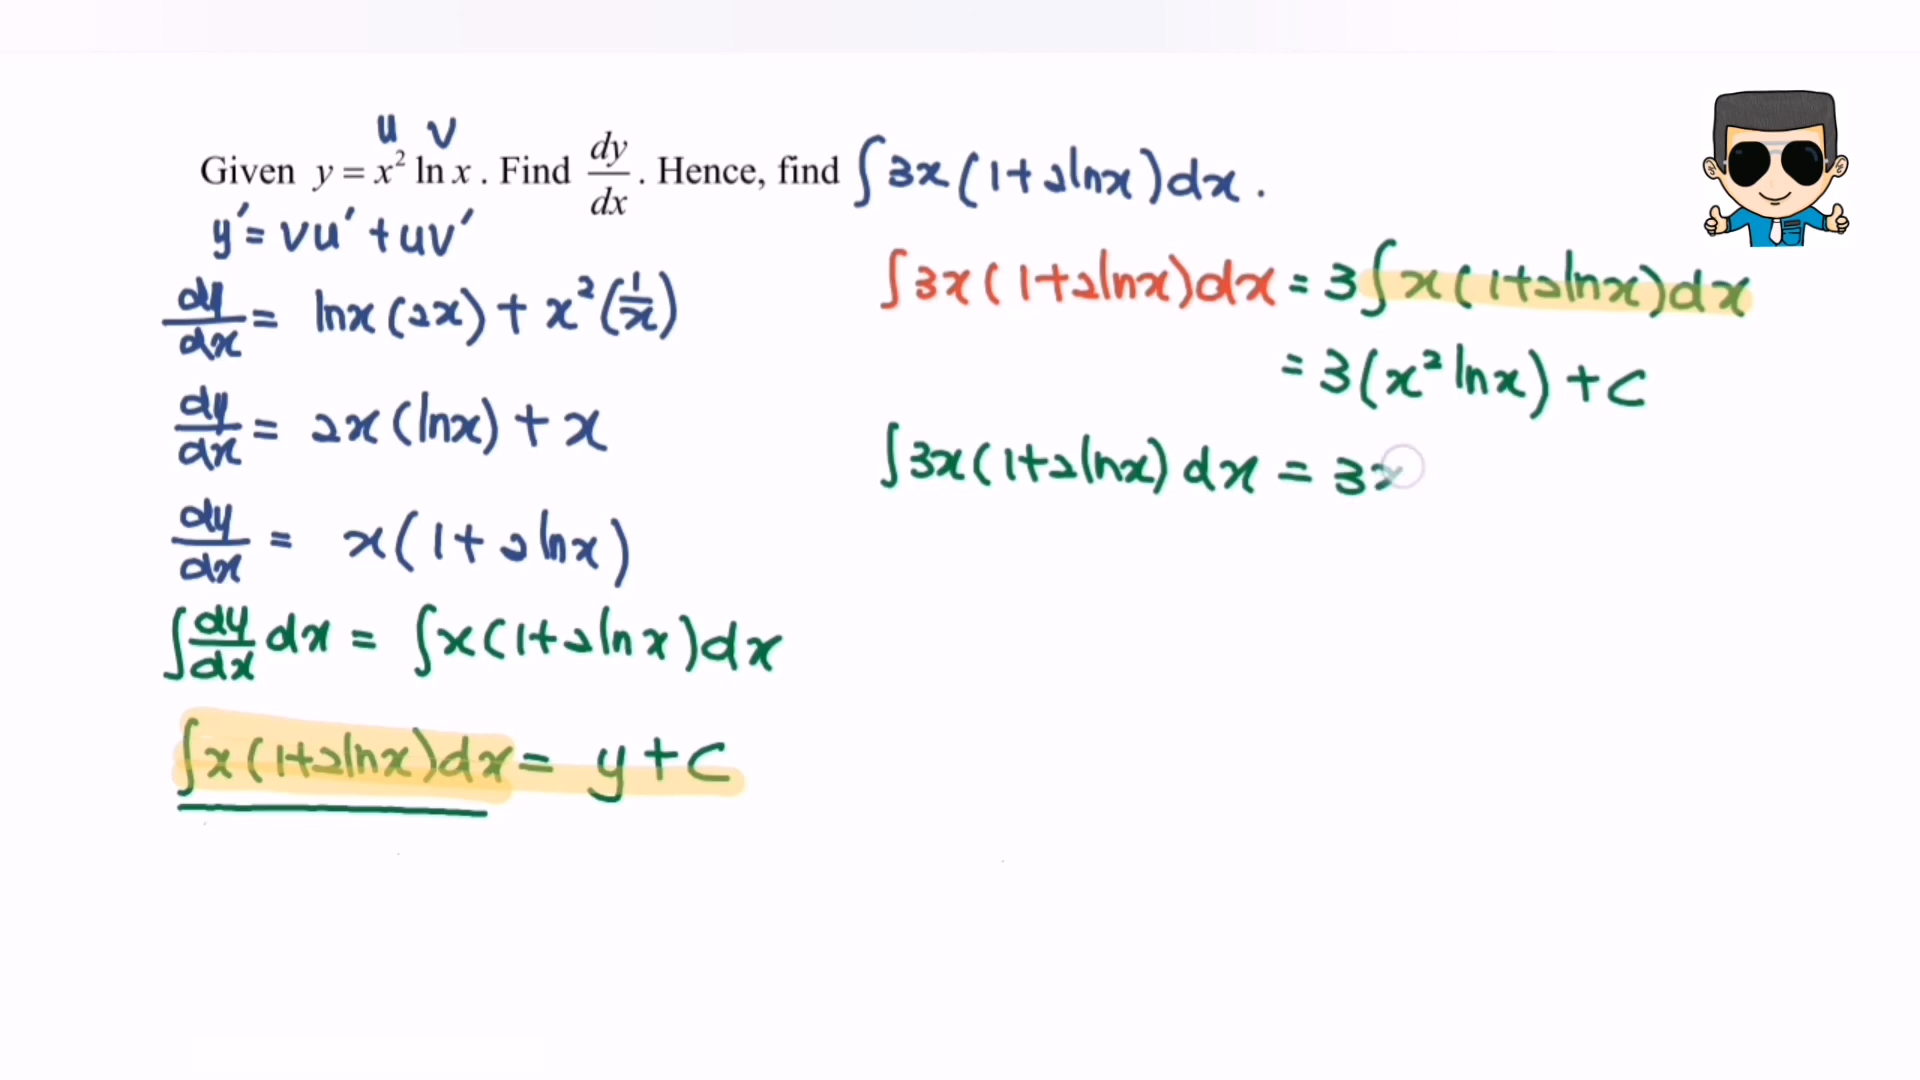 u v
Given y = x² ln x. Find dy/dx. Hence, find ∫3x(1+2lnx)dx.
y′= vu′+uv′
dy/dx = lnx(2x)+x²(1/x)
dy/dx = 2x(lnx)+x
dy/dx = x(1+2lnx)
∫dy/dx dx = ∫x(1+2lnx)dx
∫x(1+2lnx)dx = y+c
∫3x(1+2lnx)dx = 3∫x(1+2lnx)dx
= 3(x²lnx)+c
∫3x(1+2lnx)dx = 3x